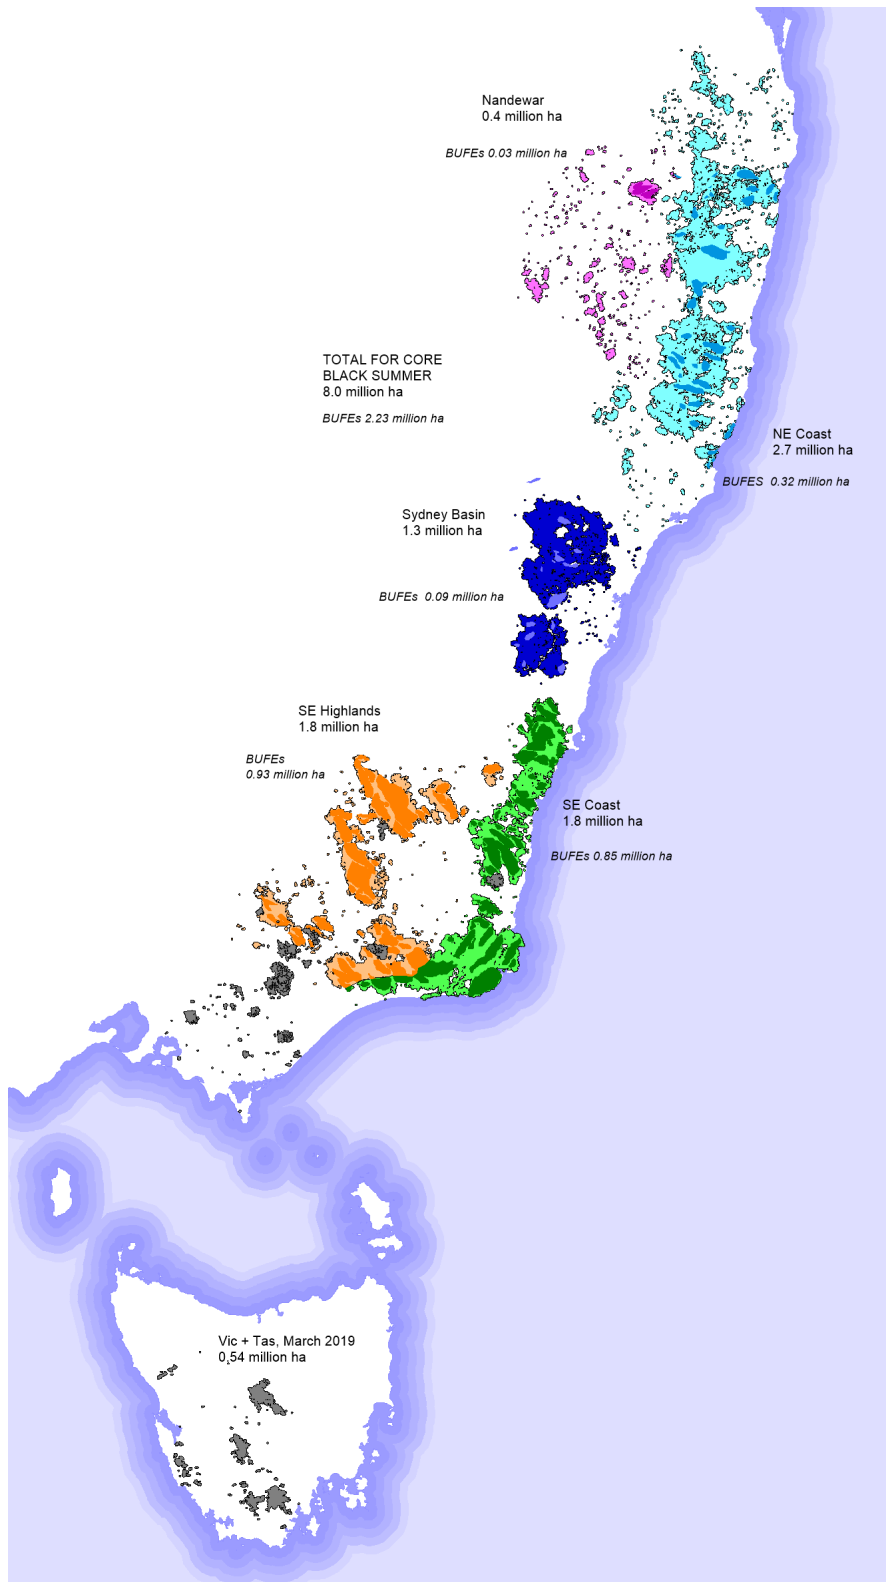 Nandewar
0.4 million ha
BUFEs 0.03 million ha
TOTAL FOR CORE
BLACK SUMMER
8.0 million ha
BUFEs 2.23 million ha
NE Coast
2.7 million ha
BUFES 0.32 million ha
Sydney Basin
1.3 million ha
BUFEs 0.09 million ha
SE Highlands
1.8 million ha
BUFEs
0.93 million ha
SE Coast
1.8 million ha
BUFEs 0.85 million ha
Vic + Tas, March 2019
0.54 million ha